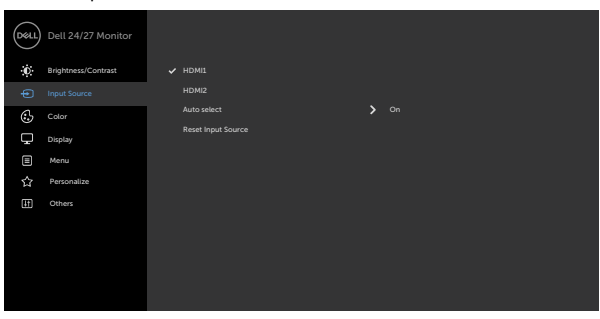 DELL Dell 24/27 Monitor
Brightness/Contrast
HDMI1
Input Source
HDMI2
Color
Auto select On
Display
Reset Input Source
Menu
Personalize
Others